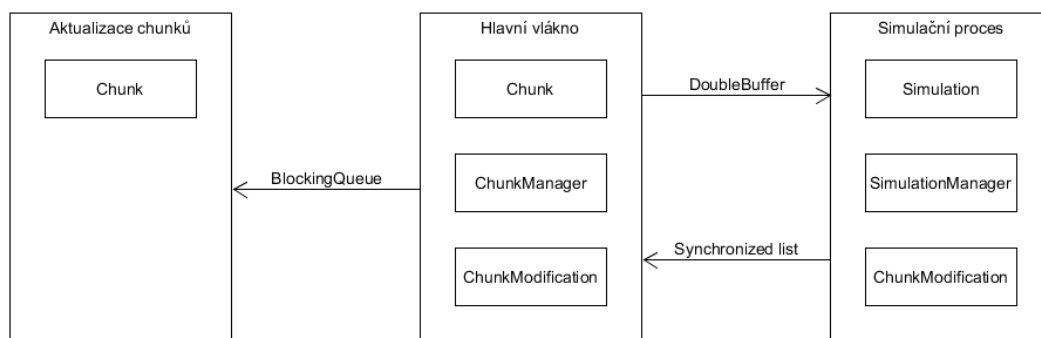 Aktualizace chunků
Chunk
BlockingQueue
Hlavní vlákno
Chunk
ChunkManager
ChunkModification
DoubleBuffer
Synchronized list
Simulační proces
Simulation
SimulationManager
ChunkModification